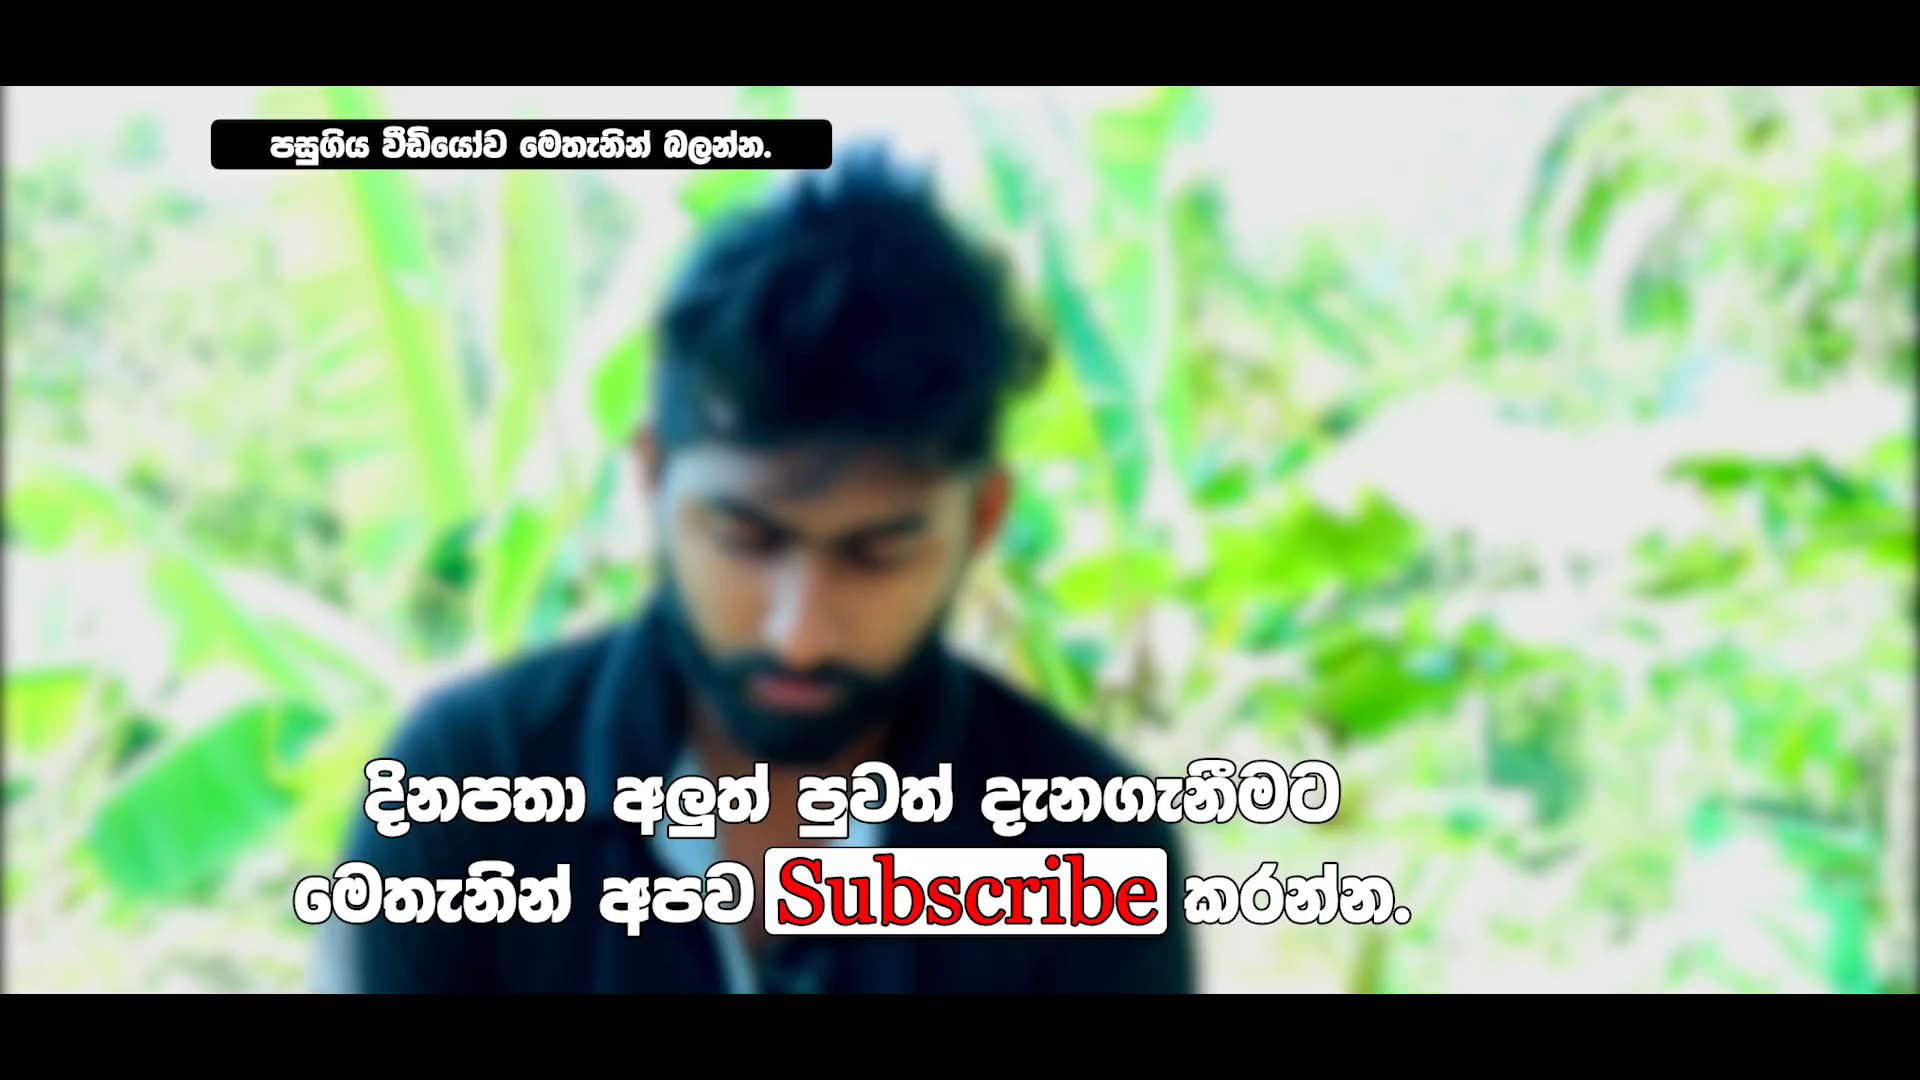 පසුගිය වීඩියෝව මෙතැනින් බලන්න.
දිනපතා අලුත් පුවත් දැනගැනීමට
මෙතැනින් අපව Subscribe කරන්න.